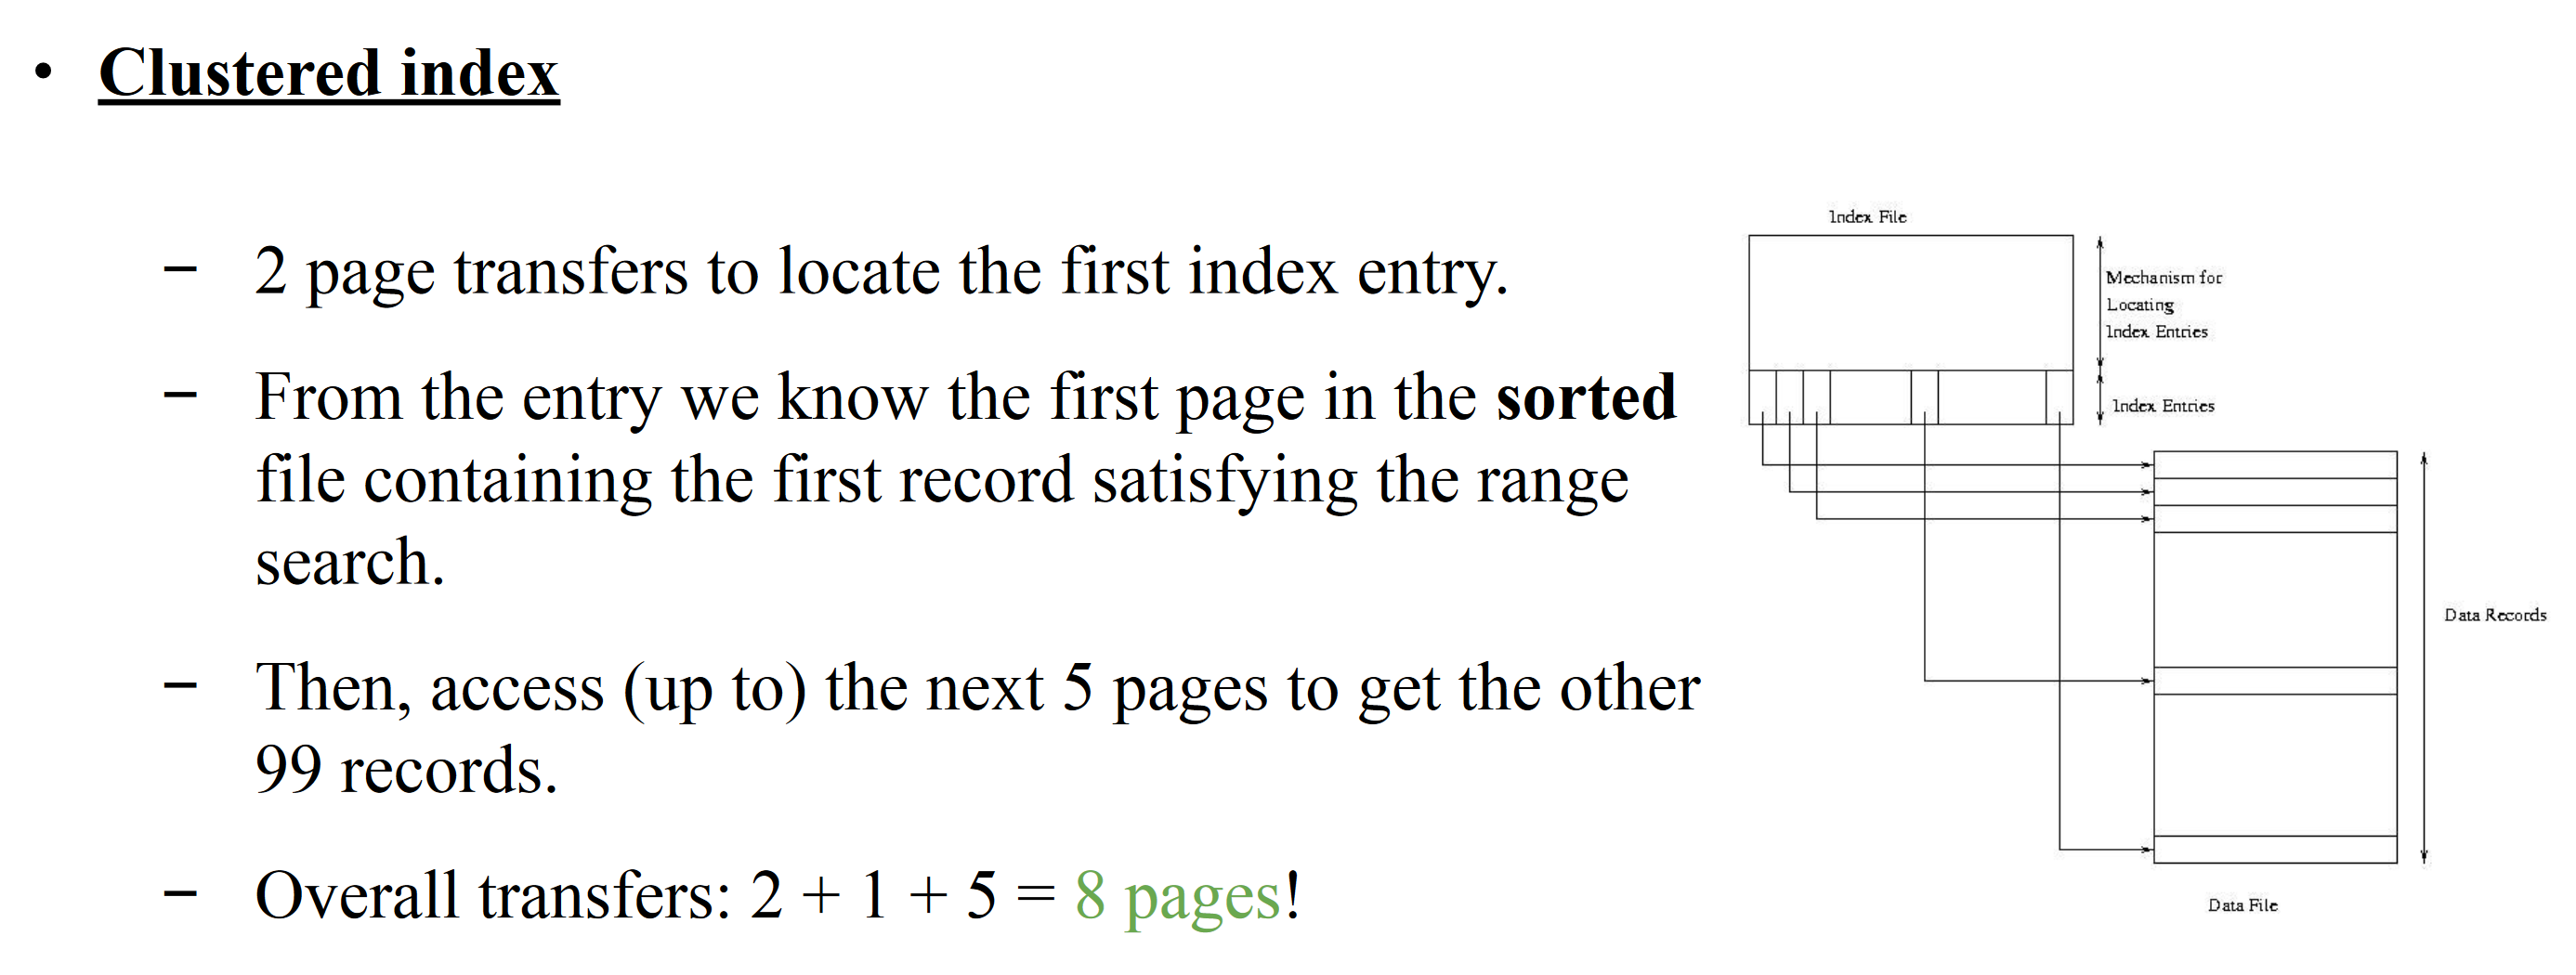 • Clustered index
– 2 page transfers to locate the first index entry.
– From the entry we know the first page in the sorted
file containing the first record satisfying the range
search.
– Then, access (up to) the next 5 pages to get the other
99 records.
– Overall transfers: 2 + 1 + 5 = 8 pages!
Index File
Mechanism for
Locating
Index Entries
Index Entries
Data Records
Data File